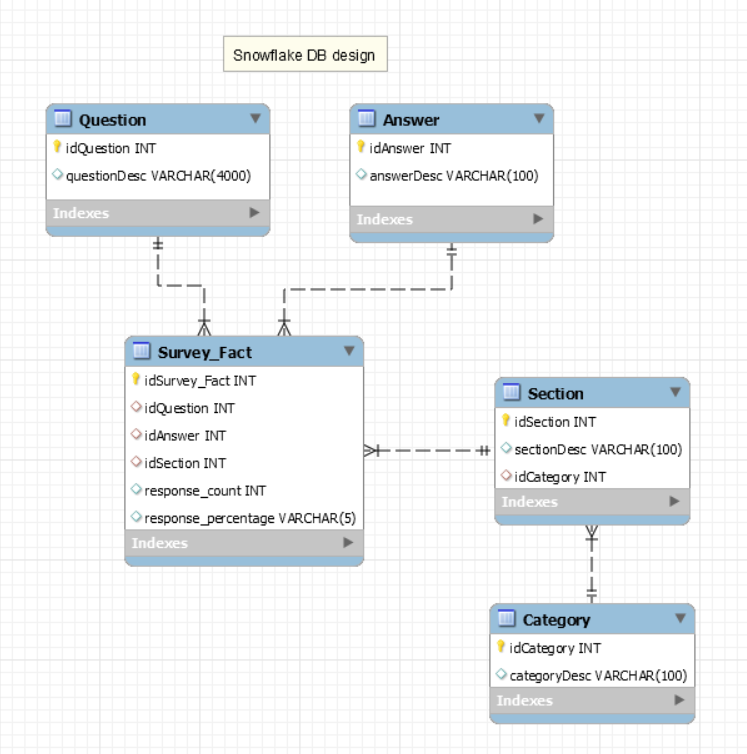 Snowflake DB design
Question
idQuestion INT
questionDesc VARCHAR(4000)
Indexes
Answer
idAnswer INT
answerDesc VARCHAR(100)
Indexes
Survey_Fact
idSurvey_Fact INT
idQuestion INT
idAnswer INT
idSection INT
response_count INT
response_percentage VARCHAR(5)
Indexes
Section
idSection INT
sectionDesc VARCHAR(100)
idCategory INT
Indexes
Category
idCategory INT
categoryDesc VARCHAR(100)
Indexes